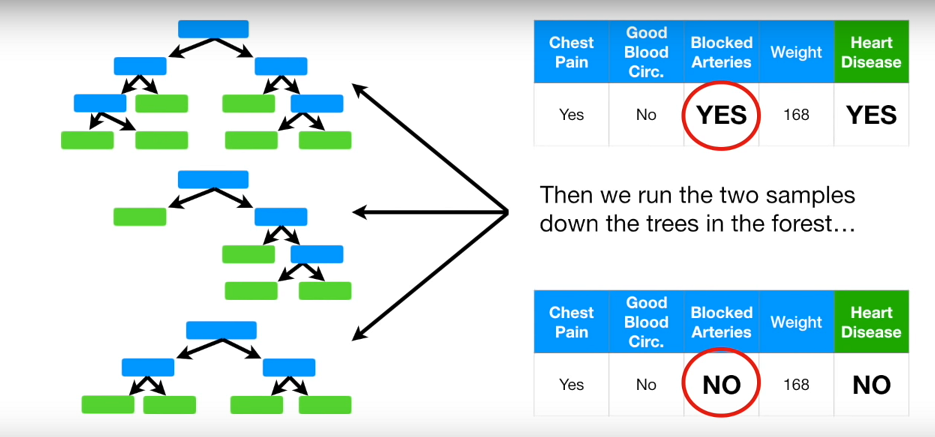 Chest Pain Good Blood Circ. Blocked Arteries Weight Heart Disease
Yes No YES 168 YES
Then we run the two samples
down the trees in the forest…
Chest Pain Good Blood Circ. Blocked Arteries Weight Heart Disease
Yes No NO 168 NO